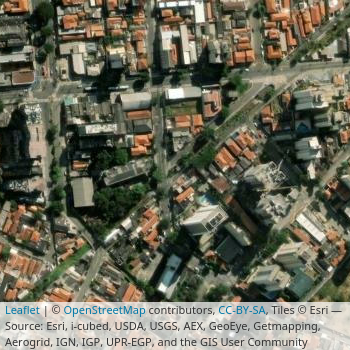 Leaflet | © OpenStreetMap contributors, CC-BY-SA, Tiles © Esri —
Source: Esri, i-cubed, USDA, USGS, AEX, GeoEye, Getmapping,
Aerogrid, IGN, IGP, UPR-EGP, and the GIS User Community